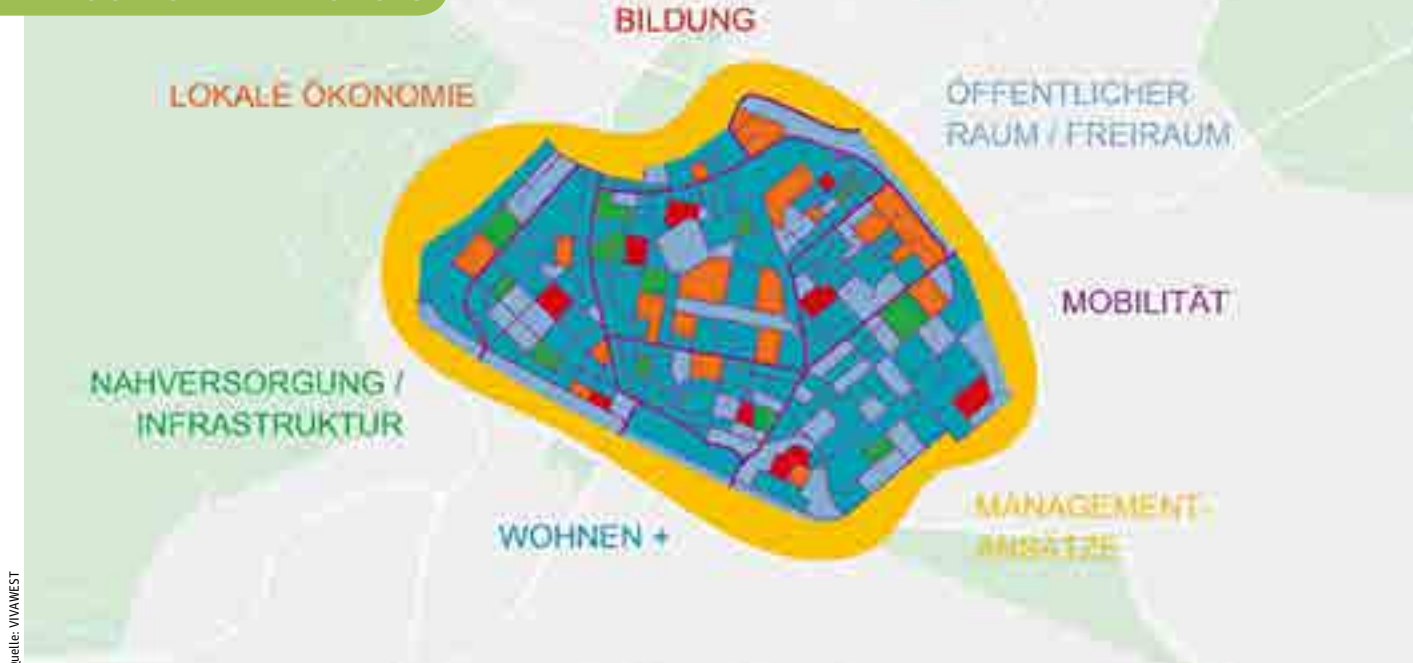 BILDUNG
LOKALE ÖKONOMIE
ÖFFENTLICHER
RAUM / FREIRAUM
MOBILITÄT
NAHVERSORGUNG /
INFRASTRUKTUR
WOHNEN +
MANAGEMENT-
ANSÄTZE
uelle: VIVAWEST